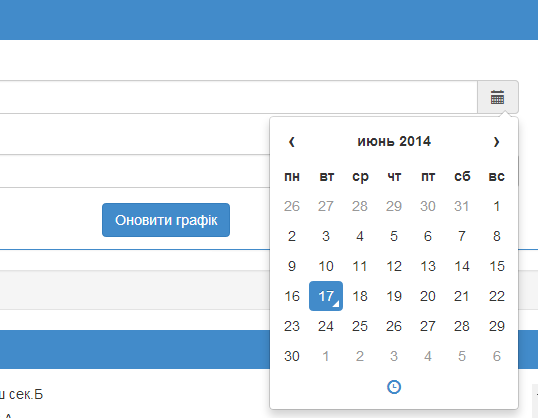 ‹ июнь 2014 ›
пн вт ср чт пт сб вс
26 27 28 29 30 31 1
2 3 4 5 6 7 8
9 10 11 12 13 14 15
Оновити графік
16 17 18 19 20 21 22
23 24 25 26 27 28 29
30 1 2 3 4 5 6
сек.Б